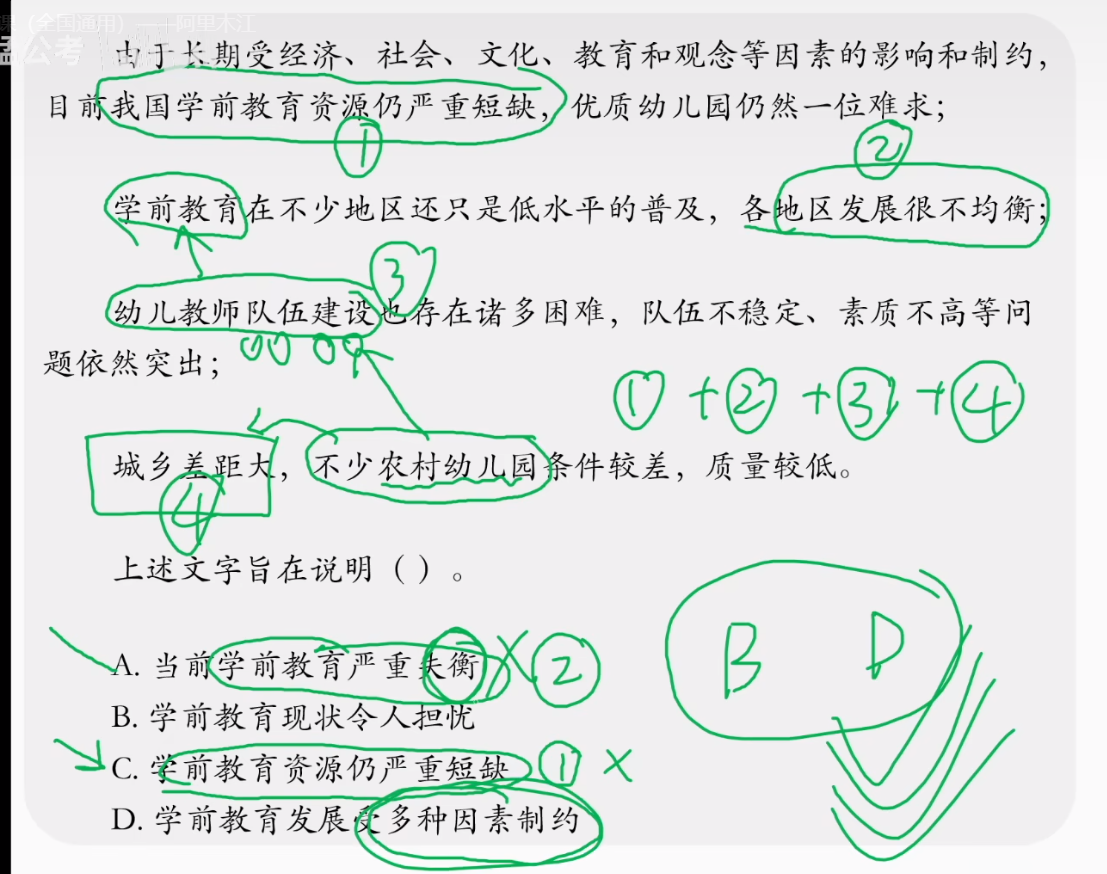 课（全国通用）——阿里木江
公考
由于长期受经济、社会、文化、教育和观念等因素的影响和制约，
目前我国学前教育资源仍严重短缺，优质幼儿园仍然一位难求；
①
②
学前教育在不少地区还只是低水平的普及，各地区发展很不均衡；
③
幼儿教师队伍建设也存在诸多困难，队伍不稳定、素质不高等问
题依然突出；
①+②+③+④
城乡差距大，不少农村幼儿园条件较差，质量较低。
④
上述文字旨在说明（ ）。
A. 当前学前教育严重失衡 × ②
B D
B. 学前教育现状令人担忧
C. 学前教育资源仍严重短缺 ① ×
D. 学前教育发展受多种因素制约